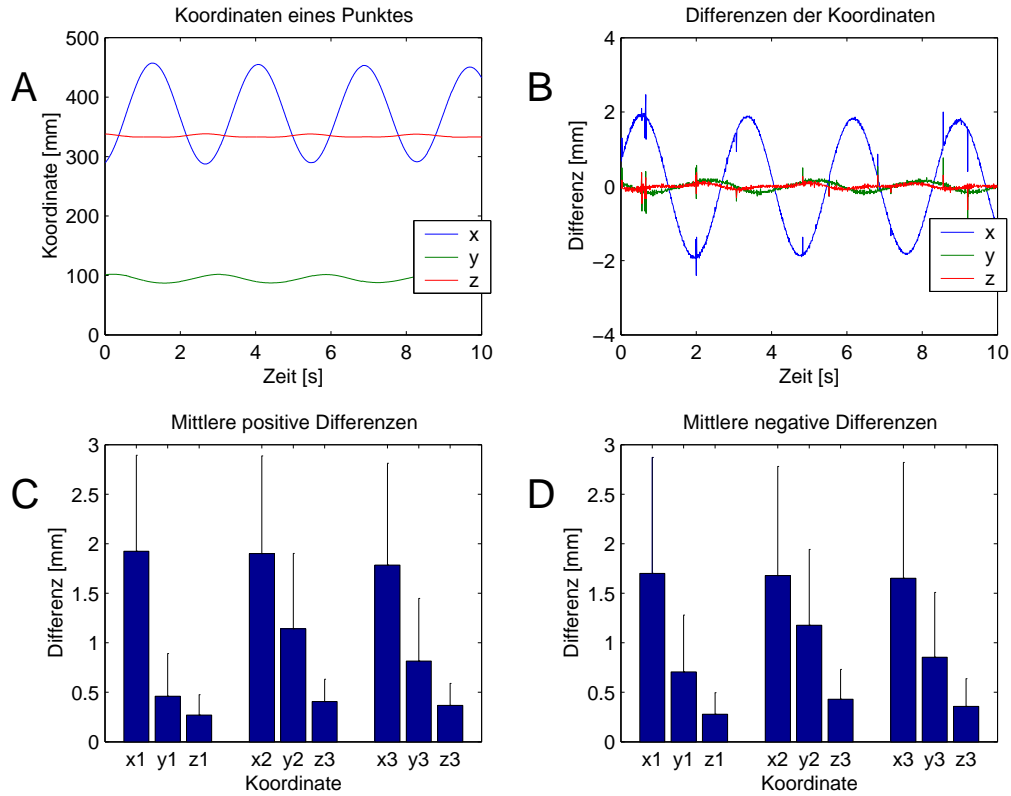 A
Koordinaten eines Punktes
Koordinate [mm]
500
400
300
200
100
0
0 2 4 6 8 10
Zeit [s]
x
y
z
B
Differenzen der Koordinaten
Differenz [mm]
4
2
0
−2
−4
0 2 4 6 8 10
Zeit [s]
x
y
z
C
Mittlere positive Differenzen
Differenz [mm]
3
2.5
2
1.5
1
0.5
0
x1 y1 z1 x2 y2 z3 x3 y3 z3
Koordinate
D
Mittlere negative Differenzen
Differenz [mm]
3
2.5
2
1.5
1
0.5
0
x1 y1 z1 x2 y2 z3 x3 y3 z3
Koordinate